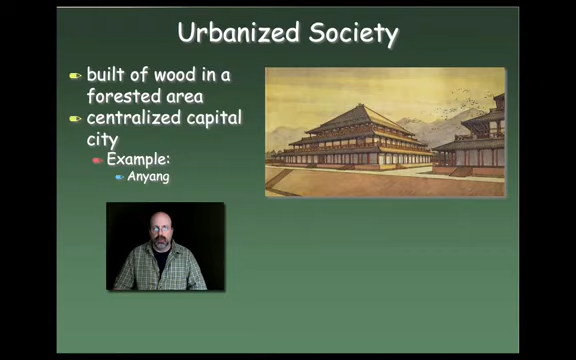 Urbanized Society
built of wood in a
forested area
centralized capital
city
Example:
Anyang